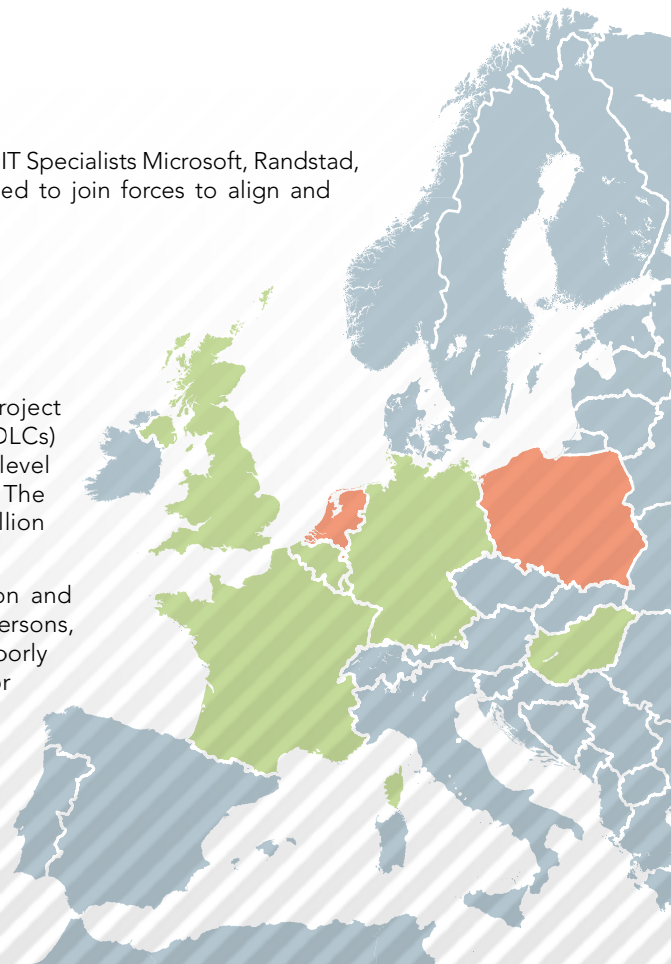 IT Specialists Microsoft, Randstad,
ed to join forces to align and
roject
OLCs)
level
The
llion
on and
ersons,
oorly
or